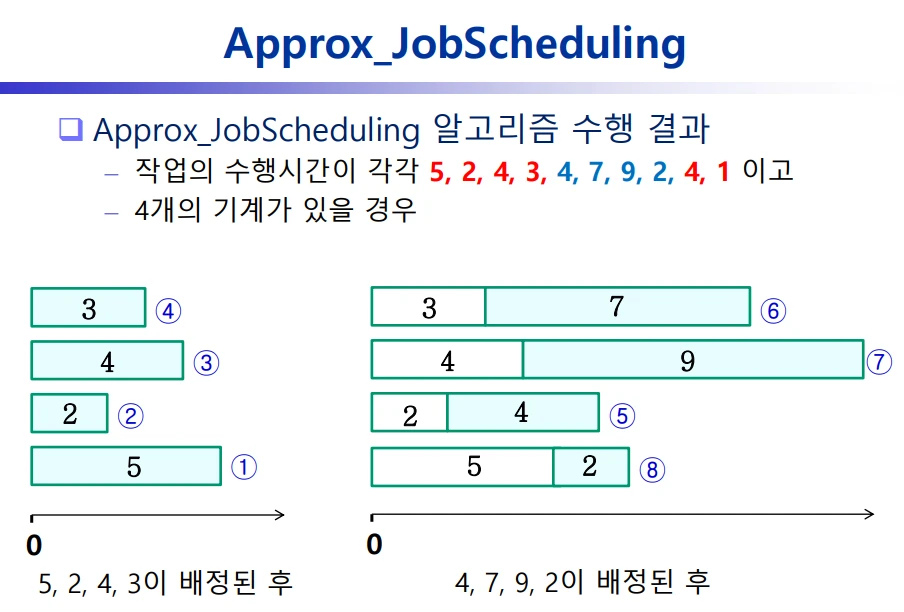 Approx_JobScheduling
❑ Approx_JobScheduling 알고리즘 수행 결과
– 작업의 수행시간이 각각 5, 2, 4, 3, 4, 7, 9, 2, 4, 1 이고
– 4개의 기계가 있을 경우
3 ④
4 ③
2 ②
5 ①
0
5, 2, 4, 3이 배정된 후
3 7 ⑥
4 9 ⑦
2 4 ⑤
5 2 ⑧
0
4, 7, 9, 2이 배정된 후